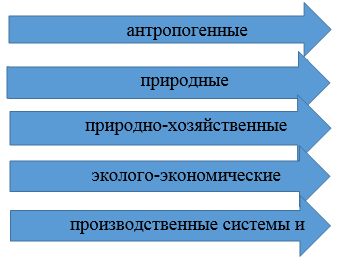 антропогенные
природные
природно-хозяйственные
эколого-экономические
производственные системы и